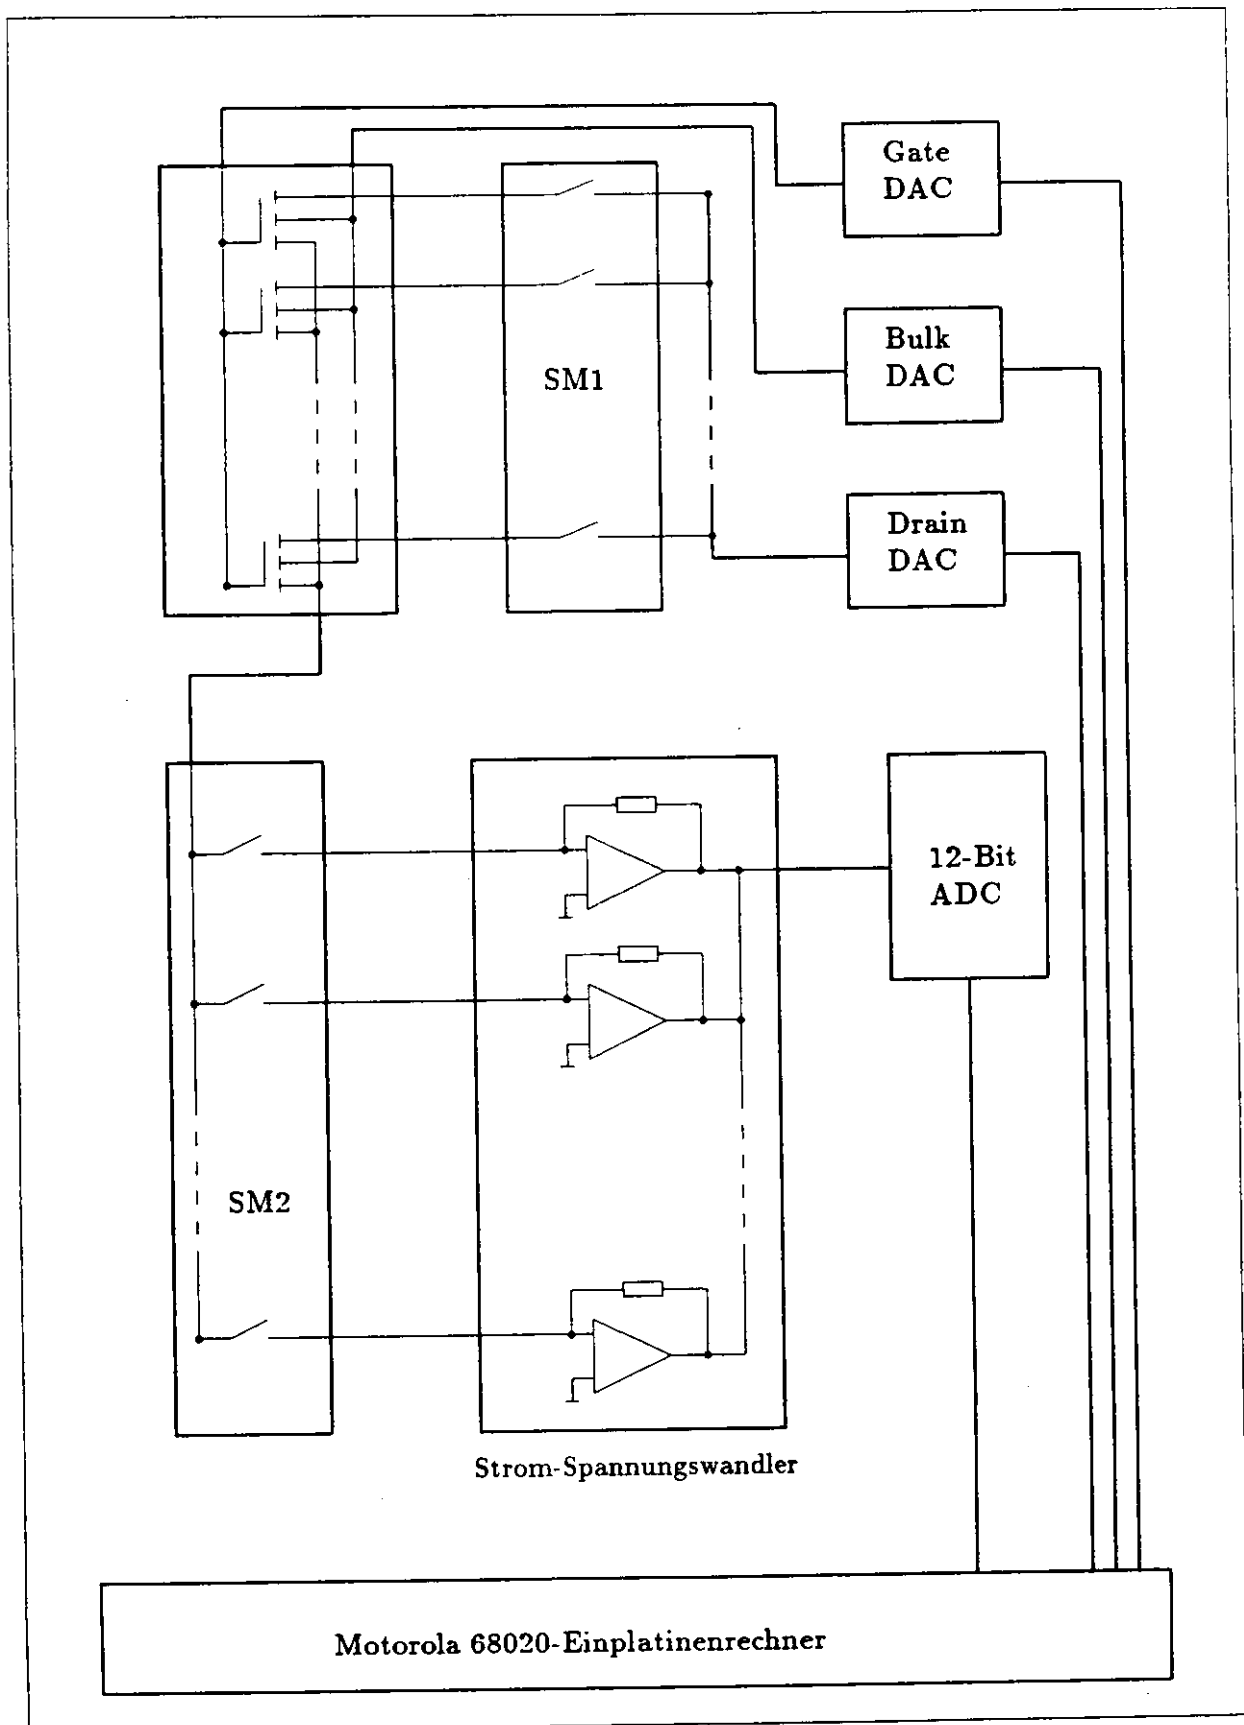 Gate
DAC
Bulk
DAC
SM1
Drain
DAC
12-Bit
ADC
SM2
Strom-Spannungswandler
Motorola 68020-Einplatinenrechner